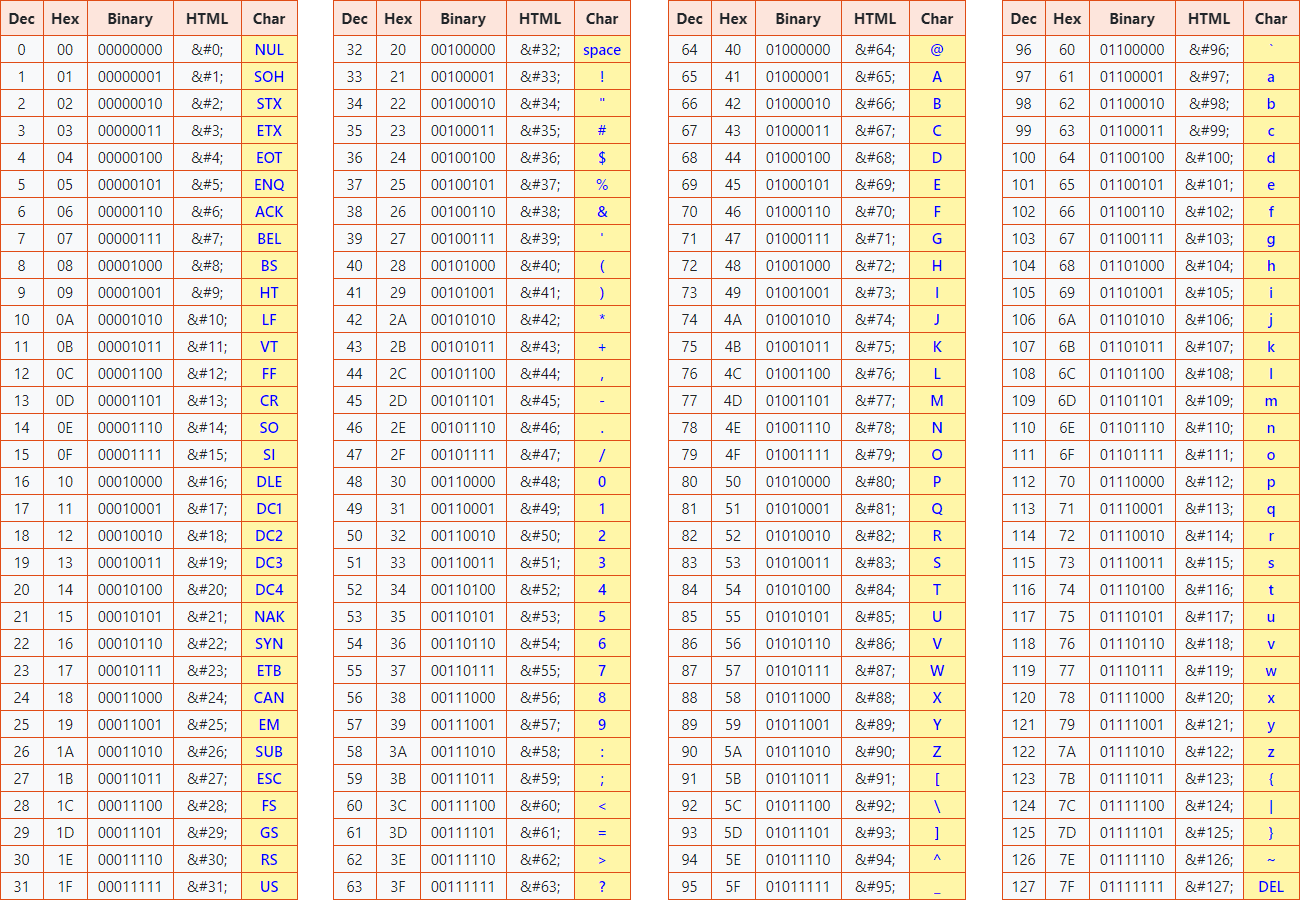 Dec Hex Binary HTML Char Dec Hex Binary HTML Char Dec Hex Binary HTML Char Dec Hex Binary HTML Char
0 00 00000000 &#0; NUL 32 20 00100000 &#32; space 64 40 01000000 &#64; @ 96 60 01100000 &#96; `
1 01 00000001 &#1; SOH 33 21 00100001 &#33; ! 65 41 01000001 &#65; A 97 61 01100001 &#97; a
2 02 00000010 &#2; STX 34 22 00100010 &#34; " 66 42 01000010 &#66; B 98 62 01100010 &#98; b
3 03 00000011 &#3; ETX 35 23 00100011 &#35; # 67 43 01000011 &#67; C 99 63 01100011 &#99; c
4 04 00000100 &#4; EOT 36 24 00100100 &#36; $ 68 44 01000100 &#68; D 100 64 01100100 &#100; d
5 05 00000101 &#5; ENQ 37 25 00100101 &#37; % 69 45 01000101 &#69; E 101 65 01100101 &#101; e
6 06 00000110 &#6; ACK 38 26 00100110 &#38; & 70 46 01000110 &#70; F 102 66 01100110 &#102; f
7 07 00000111 &#7; BEL 39 27 00100111 &#39; ' 71 47 01000111 &#71; G 103 67 01100111 &#103; g
8 08 00001000 &#8; BS 40 28 00101000 &#40; ( 72 48 01001000 &#72; H 104 68 01101000 &#104; h
9 09 00001001 &#9; HT 41 29 00101001 &#41; ) 73 49 01001001 &#73; I 105 69 01101001 &#105; i
10 0A 00001010 &#10; LF 42 2A 00101010 &#42; * 74 4A 01001010 &#74; J 106 6A 01101010 &#106; j
11 0B 00001011 &#11; VT 43 2B 00101011 &#43; + 75 4B 01001011 &#75; K 107 6B 01101011 &#107; k
12 0C 00001100 &#12; FF 44 2C 00101100 &#44; , 76 4C 01001100 &#76; L 108 6C 01101100 &#108; l
13 0D 00001101 &#13; CR 45 2D 00101101 &#45; - 77 4D 01001101 &#77; M 109 6D 01101101 &#109; m
14 0E 00001110 &#14; SO 46 2E 00101110 &#46; . 78 4E 01001110 &#78; N 110 6E 01101110 &#110; n
15 0F 00001111 &#15; SI 47 2F 00101111 &#47; / 79 4F 01001111 &#79; O 111 6F 01101111 &#111; o
16 10 00010000 &#16; DLE 48 30 00110000 &#48; 0 80 50 01010000 &#80; P 112 70 01110000 &#112; p
17 11 00010001 &#17; DC1 49 31 00110001 &#49; 1 81 51 01010001 &#81; Q 113 71 01110001 &#113; q
18 12 00010010 &#18; DC2 50 32 00110010 &#50; 2 82 52 01010010 &#82; R 114 72 01110010 &#114; r
19 13 00010011 &#19; DC3 51 33 00110011 &#51; 3 83 53 01010011 &#83; S 115 73 01110011 &#115; s
20 14 00010100 &#20; DC4 52 34 00110100 &#52; 4 84 54 01010100 &#84; T 116 74 01110100 &#116; t
21 15 00010101 &#21; NAK 53 35 00110101 &#53; 5 85 55 01010101 &#85; U 117 75 01110101 &#117; u
22 16 00010110 &#22; SYN 54 36 00110110 &#54; 6 86 56 01010110 &#86; V 118 76 01110110 &#118; v
23 17 00010111 &#23; ETB 55 37 00110111 &#55; 7 87 57 01010111 &#87; W 119 77 01110111 &#119; w
24 18 00011000 &#24; CAN 56 38 00111000 &#56; 8 88 58 01011000 &#88; X 120 78 01111000 &#120; x
25 19 00011001 &#25; EM 57 39 00111001 &#57; 9 89 59 01011001 &#89; Y 121 79 01111001 &#121; y
26 1A 00011010 &#26; SUB 58 3A 00111010 &#58; : 90 5A 01011010 &#90; Z 122 7A 01111010 &#122; z
27 1B 00011011 &#27; ESC 59 3B 00111011 &#59; ; 91 5B 01011011 &#91; [ 123 7B 01111011 &#123; {
28 1C 00011100 &#28; FS 60 3C 00111100 &#60; < 92 5C 01011100 &#92; \ 124 7C 01111100 &#124; |
29 1D 00011101 &#29; GS 61 3D 00111101 &#61; = 93 5D 01011101 &#93; ] 125 7D 01111101 &#125; }
30 1E 00011110 &#30; RS 62 3E 00111110 &#62; > 94 5E 01011110 &#94; ^ 126 7E 01111110 &#126; ~
31 1F 00011111 &#31; US 63 3F 00111111 &#63; ? 95 5F 01011111 &#95; _ 127 7F 01111111 &#127; DEL